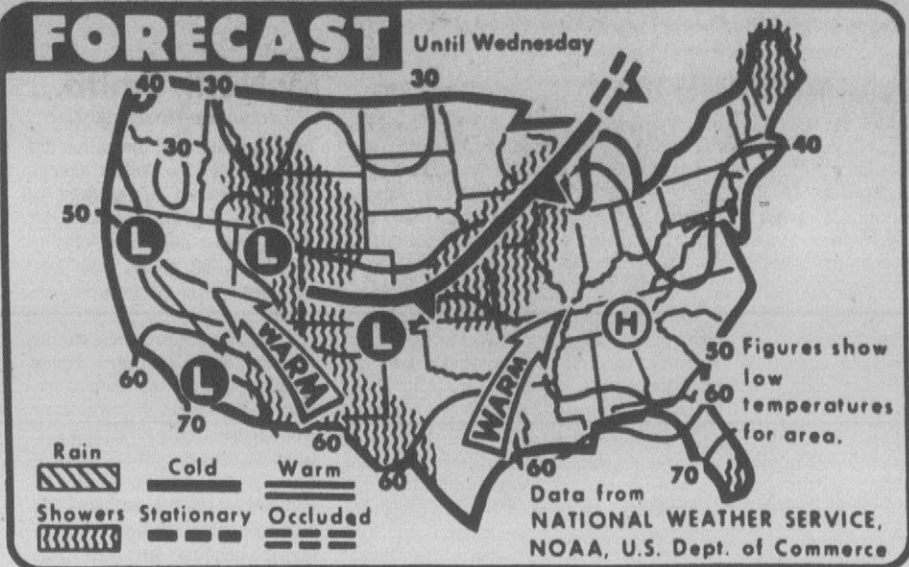 FORECAST
Until Wednesday
40
30
30
30
40
50
L
L
WARM
L
H
50
Figures show
low
60
temperatures
for area.
60
L
70
60
60
WARM
60
70
Rain
Cold
Warm
Showers
Stationary
Occluded
Data from
NATIONAL WEATHER SERVICE,
NOAA, U.S. Dept. of Commerce